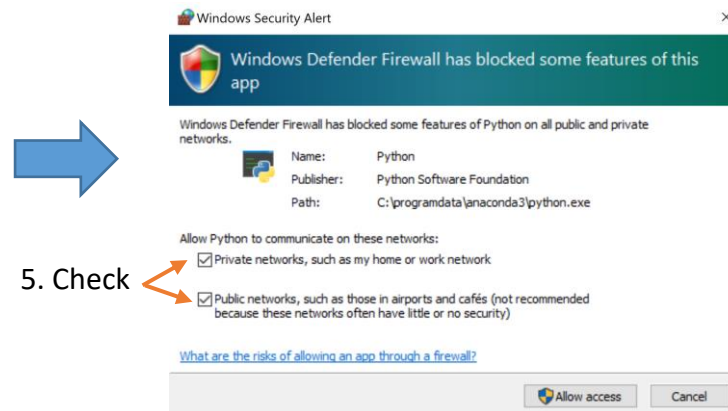 Windows Security Alert
Windows Defender Firewall has blocked some features of this
app
Windows Defender Firewall has blocked some features of Python on all public and private
networks.
Name: Python
Publisher: Python Software Foundation
Path: C:\programdata\anaconda3\python.exe
Allow Python to communicate on these networks:
Private networks, such as my home or work network
5. Check
Public networks, such as those in airports and cafés (not recommended
because these networks often have little or no security)
What are the risks of allowing an app through a firewall?
Allow access Cancel